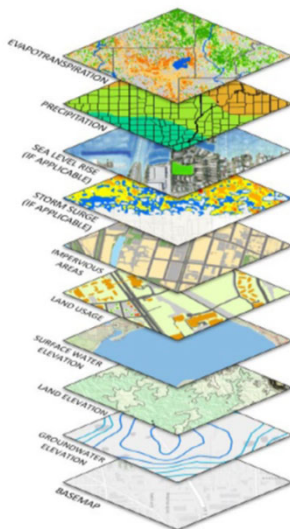 EVAPOTRANSPIRATION
PRECIPITATION
SEA LEVEL RISE
(IF APPLICABLE)
STORM SURGE
(IF APPLICABLE)
IMPERVIOUS
AREAS
LAND USAGE
SURFACE WATER
ELEVATION
LAND ELEVATION
GROUNDWATER
ELEVATION
BASEMAP